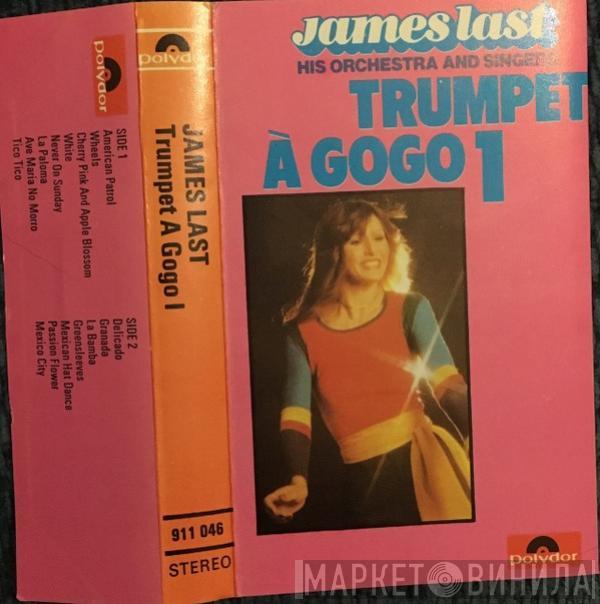 Polydor
SIDE 1
American Patrol
Wheels
Cherry Pink And Apple Blossom
White
Never On Sunday
La Paloma
Ave Maria No Morro
Tico Tico
SIDE 2
Delicado
Granada
La Bamba
Greensleeves
Mexican Hat Dance
Passion Flower
Mexico City
Polydor
JAMES LAST
Trumpet A Gogo I
911 046
STEREO
james last
HIS ORCHESTRA AND SINGERS
TRUMPET
À GOGO 1
Polydor
МАРКЕТ ВИНИЛА